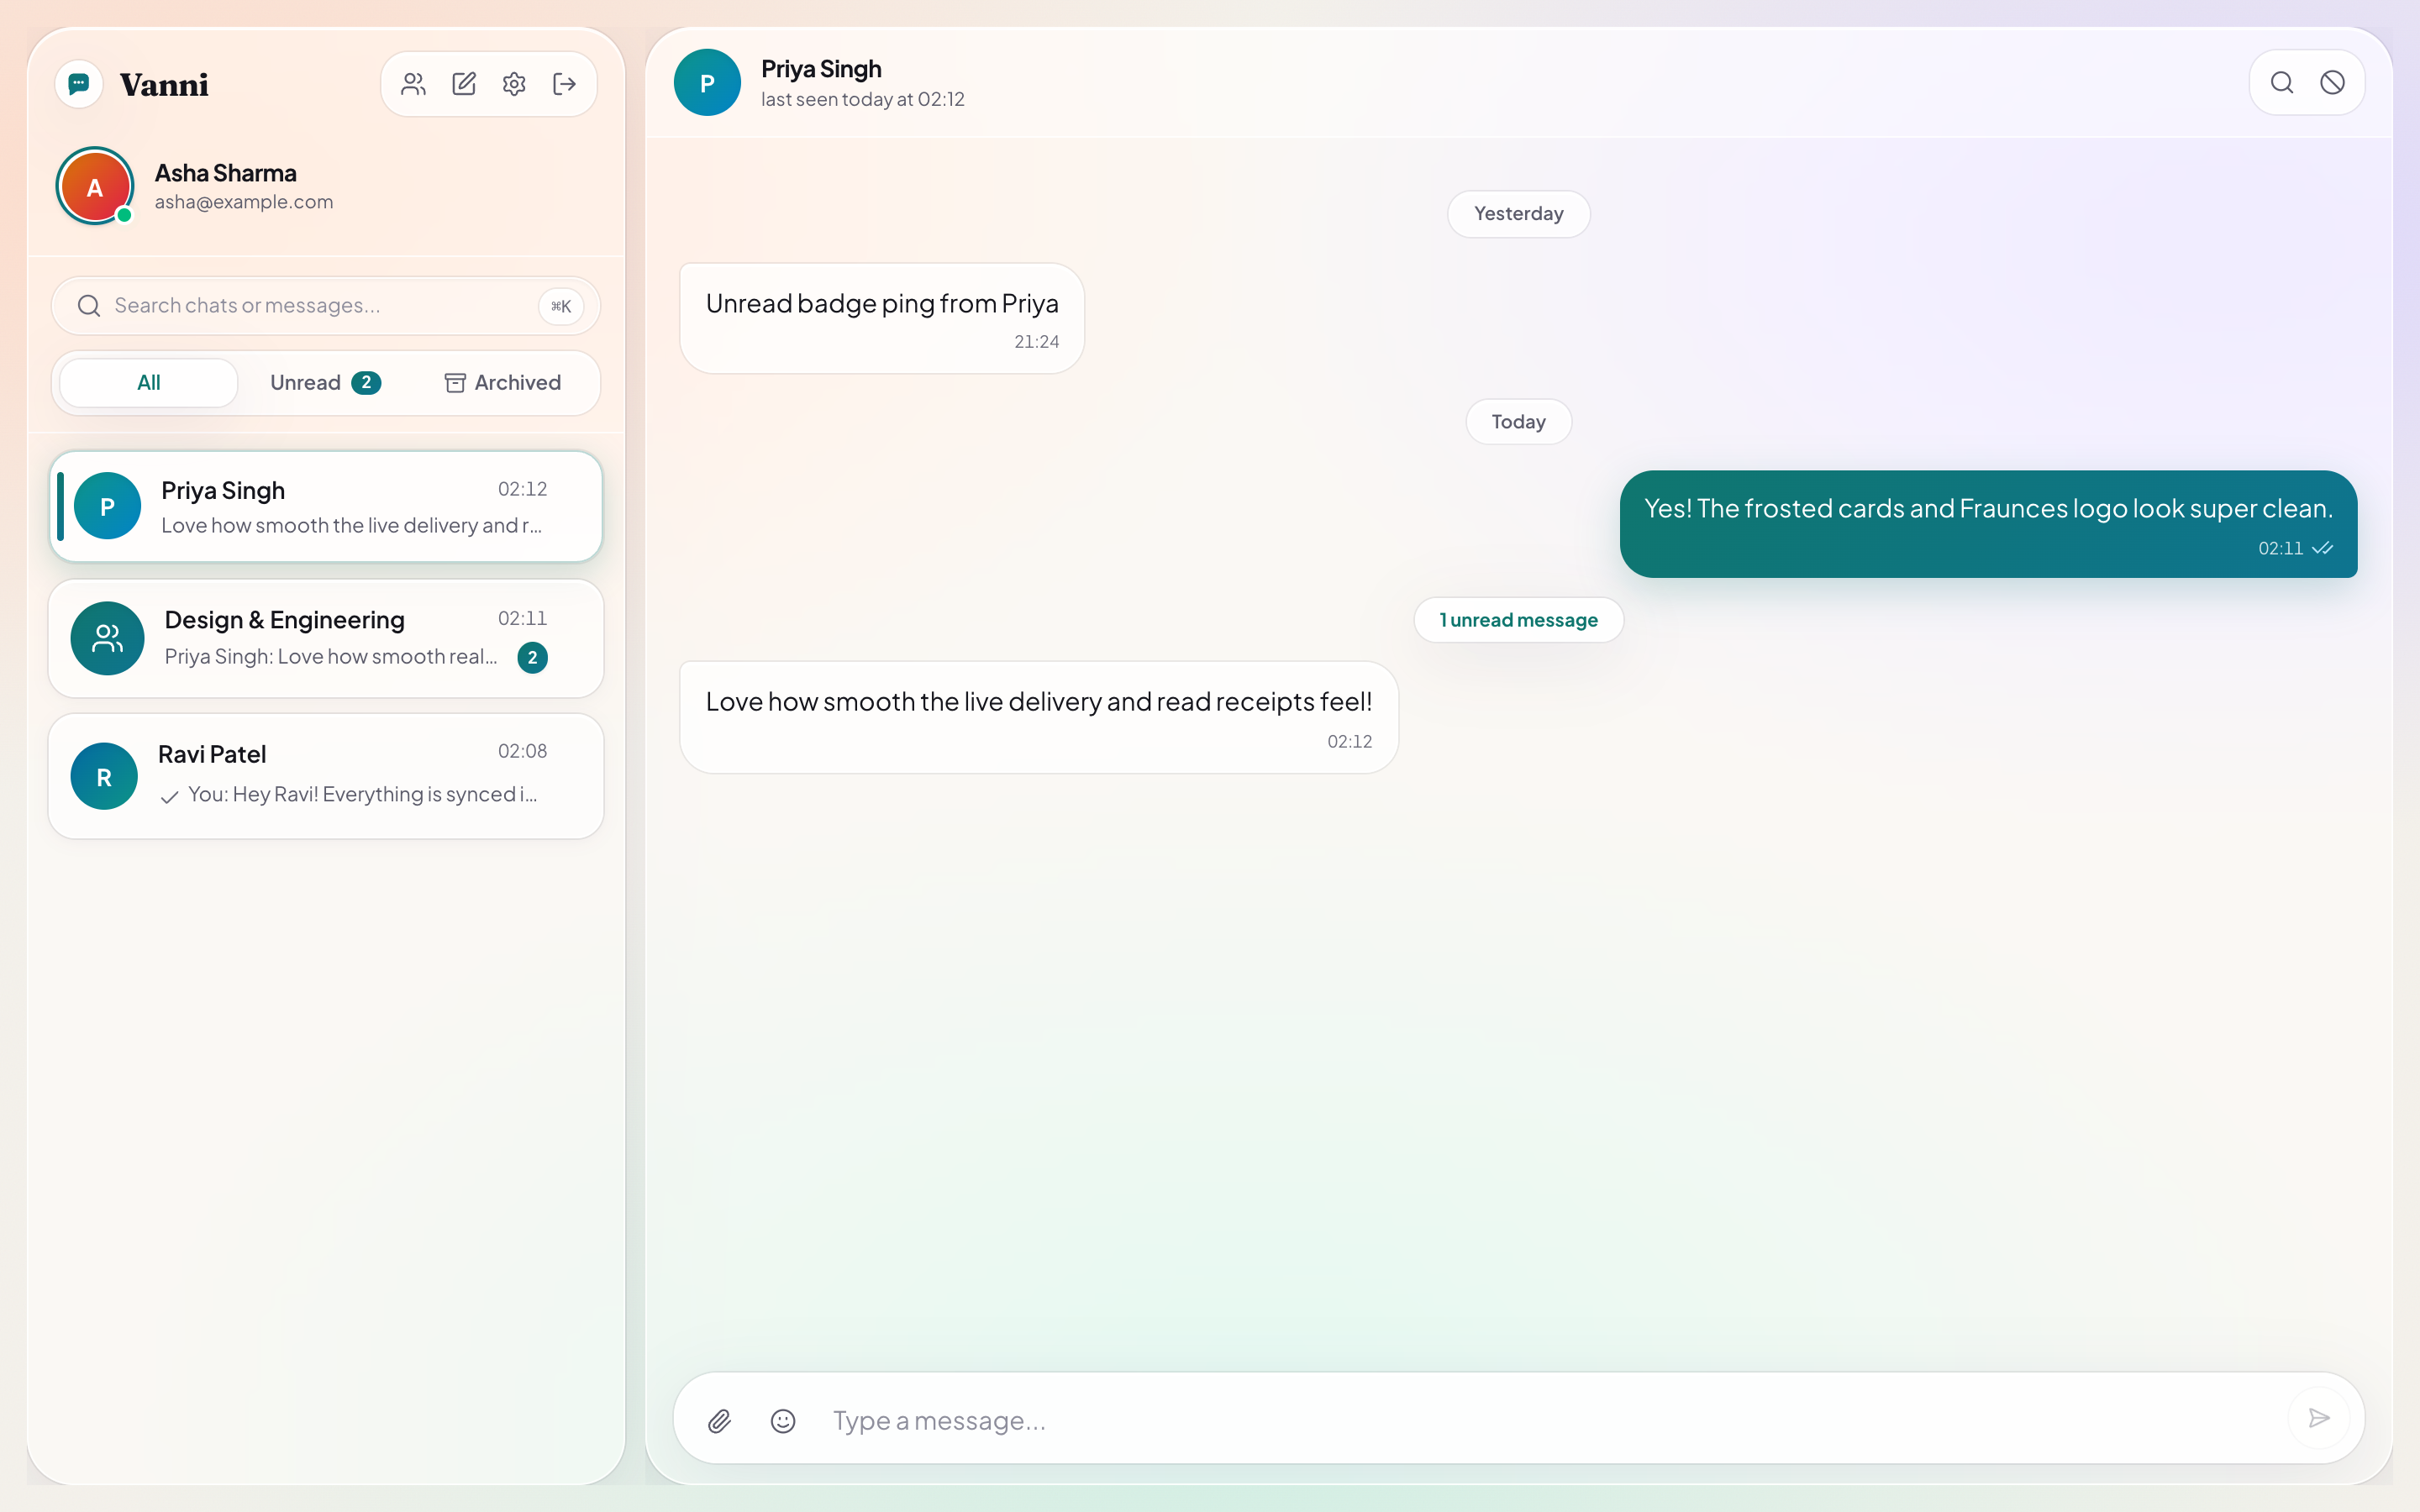 Vanni
A
Asha Sharma
asha@example.com
Search chats or messages...
⌘K
All
Unread 2
Archived
P
Priya Singh
02:12
Love how smooth the live delivery and r...
Design & Engineering
02:11
Priya Singh: Love how smooth real...
2
R
Ravi Patel
02:08
You: Hey Ravi! Everything is synced i...
P
Priya Singh
last seen today at 02:12
Yesterday
Unread badge ping from Priya
21:24
Today
Yes! The frosted cards and Fraunces logo look super clean.
02:11
1 unread message
Love how smooth the live delivery and read receipts feel!
02:12
Type a message...